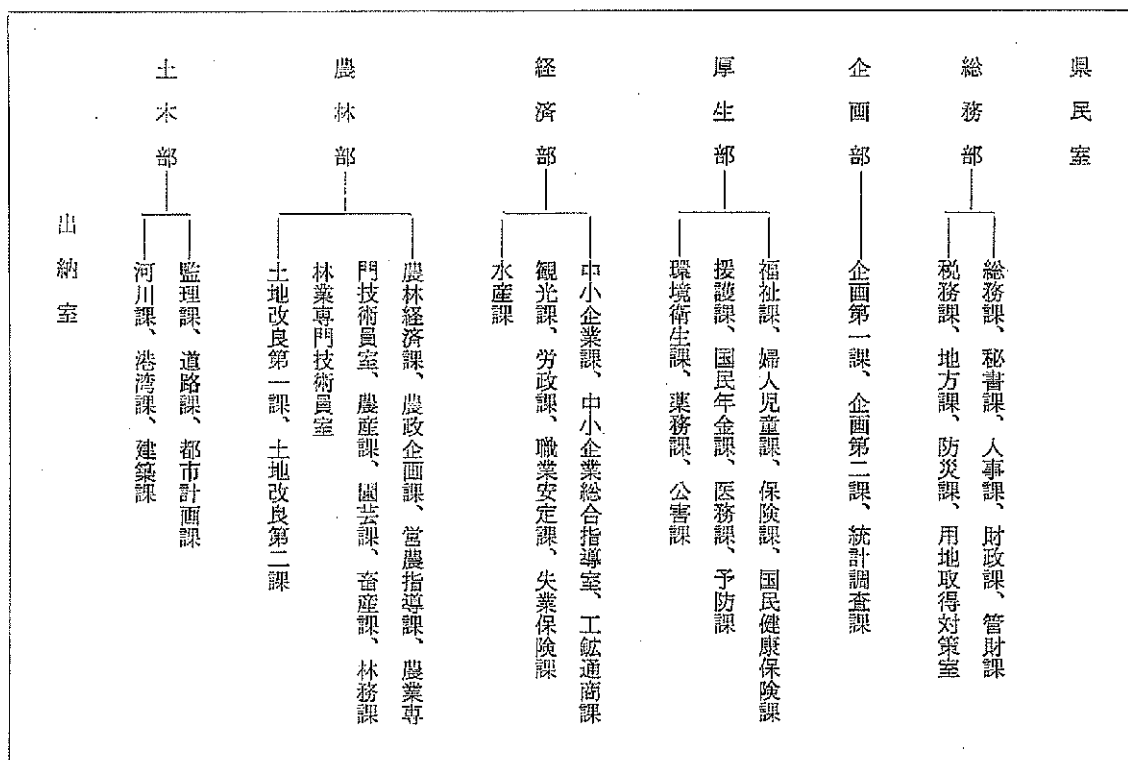 県民室
総務部
総務課、秘書課、人事課、財政課、管財課
税務課、地方課、防災課、用地取得対策室
企画部
企画第一課、企画第二課、統計調査課
厚生部
福祉課、婦人児童課、保険課、国民健康保険課
援護課、国民年金課、医務課、予防課
環境衛生課、薬務課、公害課
経済部
中小企業課、中小企業総合指導室、工鉱通商課
観光課、労政課、職業安定課、失業保険課
水産課
農林部
農林経済課、農政企画課、営農指導課、農業専
門技術員室、農産課、園芸課、畜産課、林務課
林業専門技術員室
土地改良第一課、土地改良第二課
土木部
監理課、道路課、都市計画課
河川課、港湾課、建築課
出納室